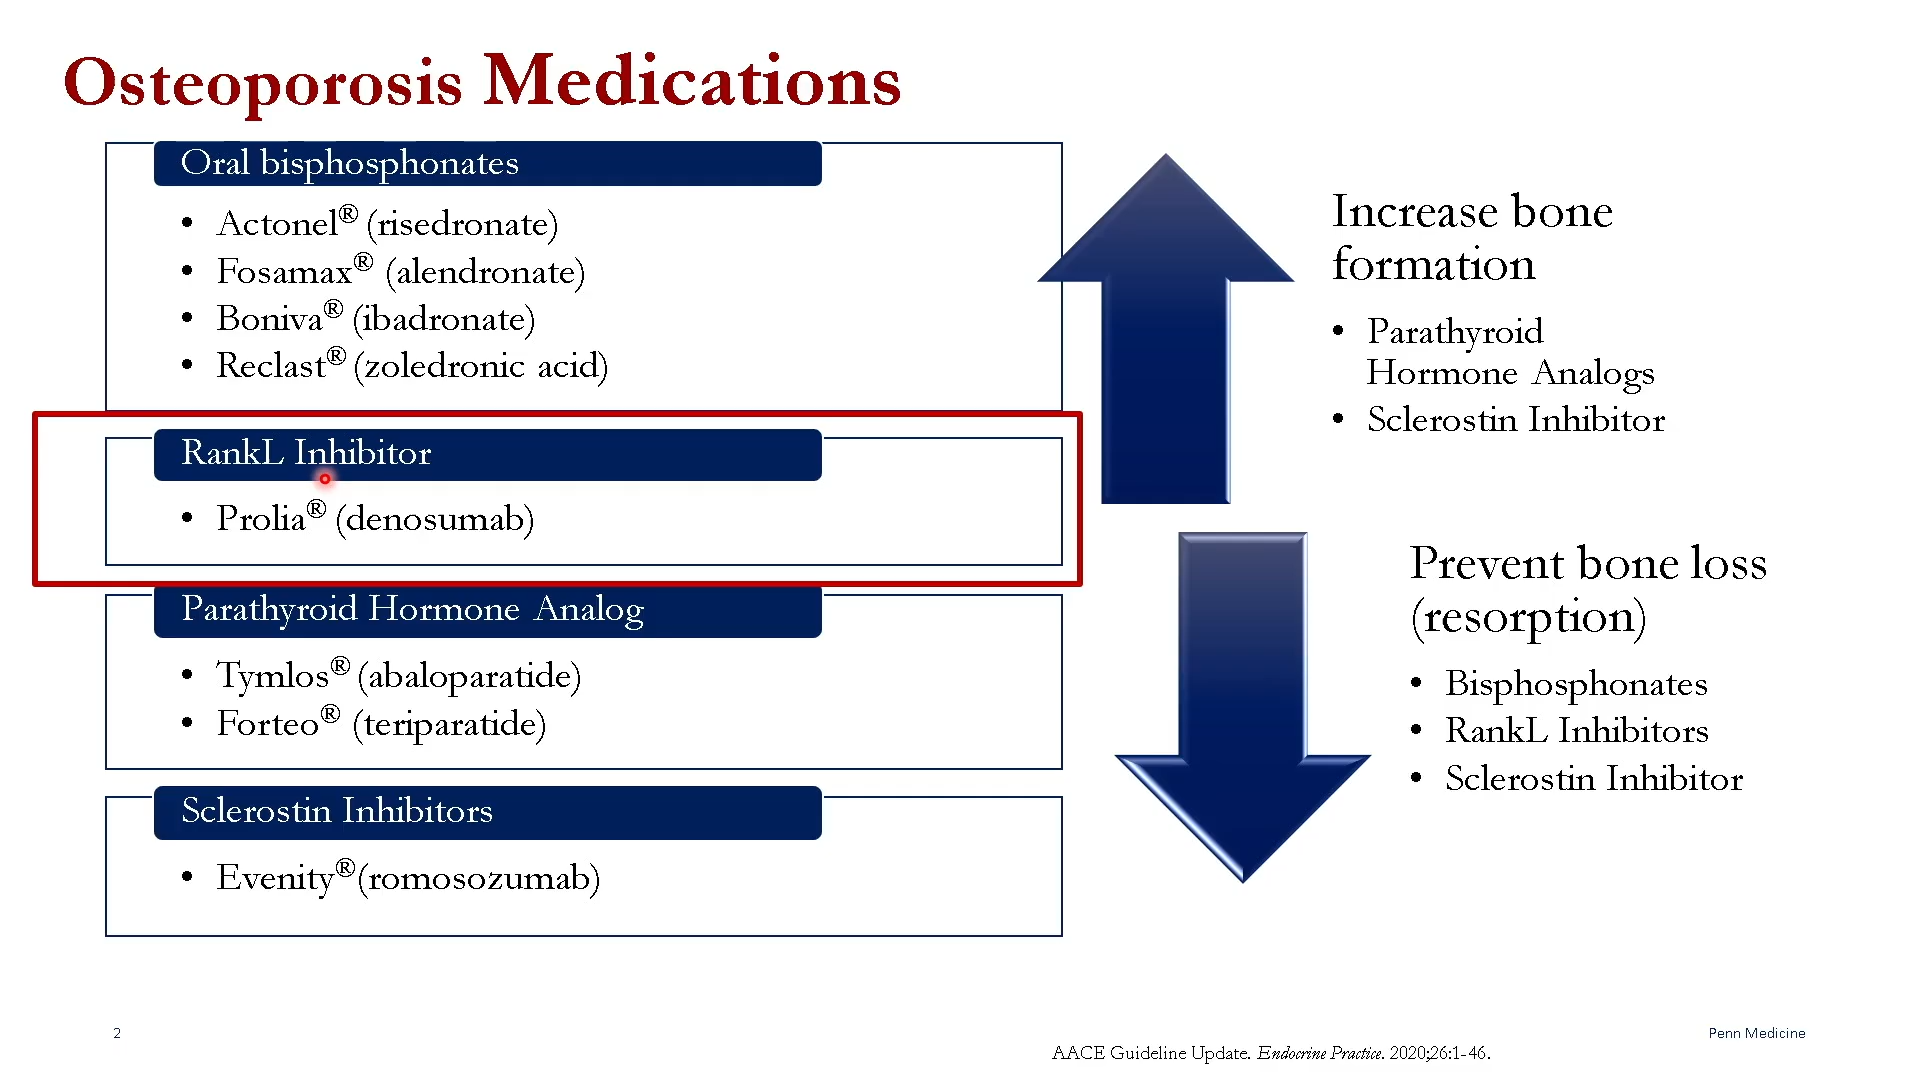 Osteoporosis Medications
Oral bisphosphonates
• Actonel® (risedronate)
• Fosamax® (alendronate)
• Boniva® (ibadronate)
• Reclast® (zoledronic acid)
RankL Inhibitor
• Prolia® (denosumab)
Parathyroid Hormone Analog
• Tymlos® (abaloparatide)
• Forteo® (teriparatide)
Sclerostin Inhibitors
• Evenity®(romosozumab)
Increase bone
formation
• Parathyroid
Hormone Analogs
• Sclerostin Inhibitor
Prevent bone loss
(resorption)
• Bisphosphonates
• RankL Inhibitors
• Sclerostin Inhibitor
2
Penn Medicine
AACE Guideline Update. Endocrine Practice. 2020;26:1-46.